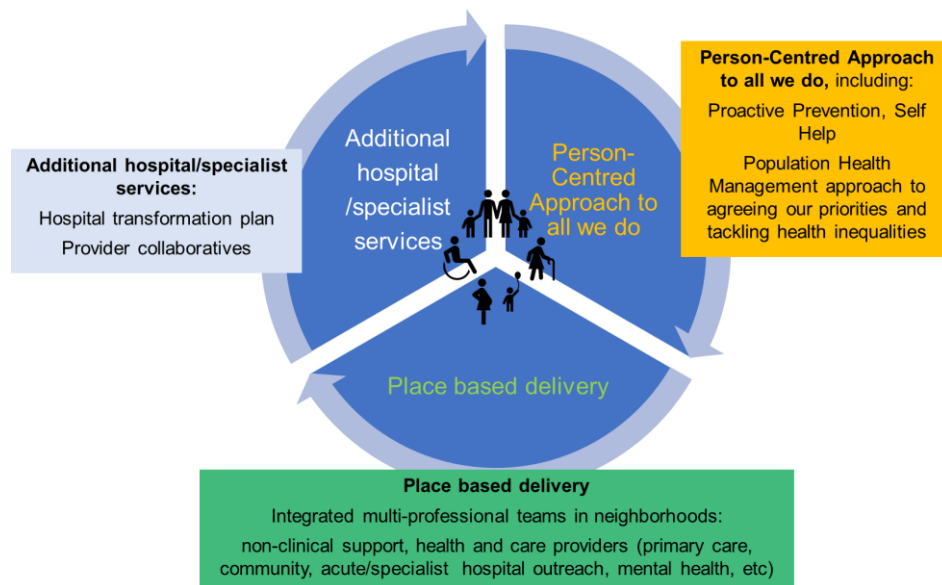 Person-Centred Approach
to all we do, including:
Proactive Prevention, Self
Help
Population Health
Management approach to
agreeing our priorities and
tackling health inequalities
Additional
hospital
/specialist
services
Person-
Centred
Approach to
all we do
Additional hospital/specialist
services:
Hospital transformation plan
Provider collaboratives
Place based delivery
Place based delivery
Integrated multi-professional teams in neighborhoods:
non-clinical support, health and care providers (primary care,
community, acute/specialist hospital outreach, mental health, etc)